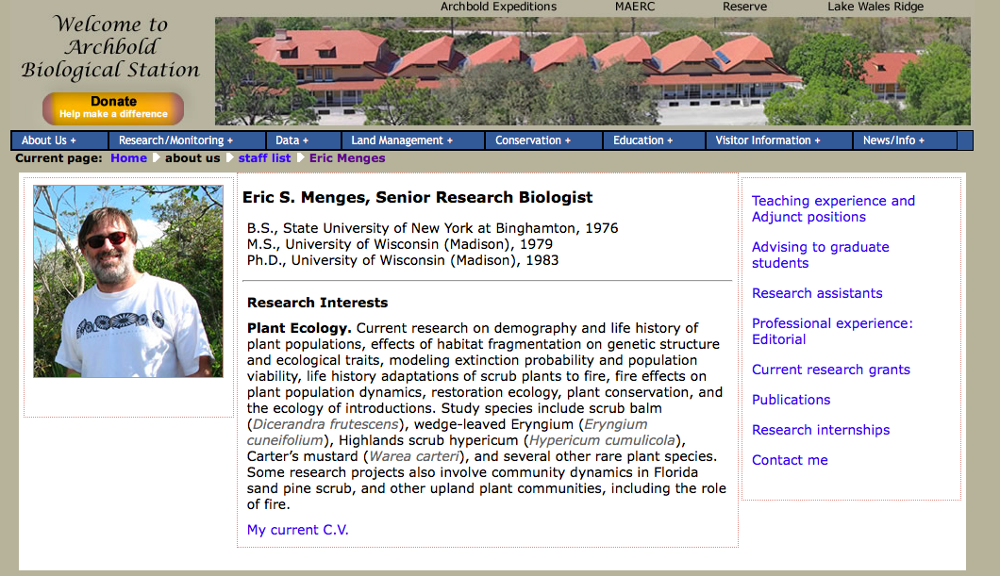 Archbold Expeditions MAERC Reserve Lake Wales Ridge
Welcome to
Archbold
Biological Station
Donate
Help make a difference
About Us + Research/Monitoring + Data + Land Management + Conservation + Education + Visitor Information + News/Info +
Current page: Home about us staff list Eric Menges
Eric S. Menges, Senior Research Biologist
B.S., State University of New York at Binghamton, 1976
M.S., University of Wisconsin (Madison), 1979
Ph.D., University of Wisconsin (Madison), 1983
Research Interests
Plant Ecology. Current research on demography and life history of
plant populations, effects of habitat fragmentation on genetic structure
and ecological traits, modeling extinction probability and population
viability, life history adaptations of scrub plants to fire, fire effects on
plant population dynamics, restoration ecology, plant conservation, and
the ecology of introductions. Study species include scrub balm
(Dicerandra frutescens), wedge-leaved Eryngium (Eryngium
cuneifolium), Highlands scrub hypericum (Hypericum cumulicola),
Carter’s mustard (Warea carteri), and several other rare plant species.
Some research projects also involve community dynamics in Florida
sand pine scrub, and other upland plant communities, including the role
of fire.
My current C.V.
Teaching experience and
Adjunct positions
Advising to graduate
students
Research assistants
Professional experience:
Editorial
Current research grants
Publications
Research internships
Contact me